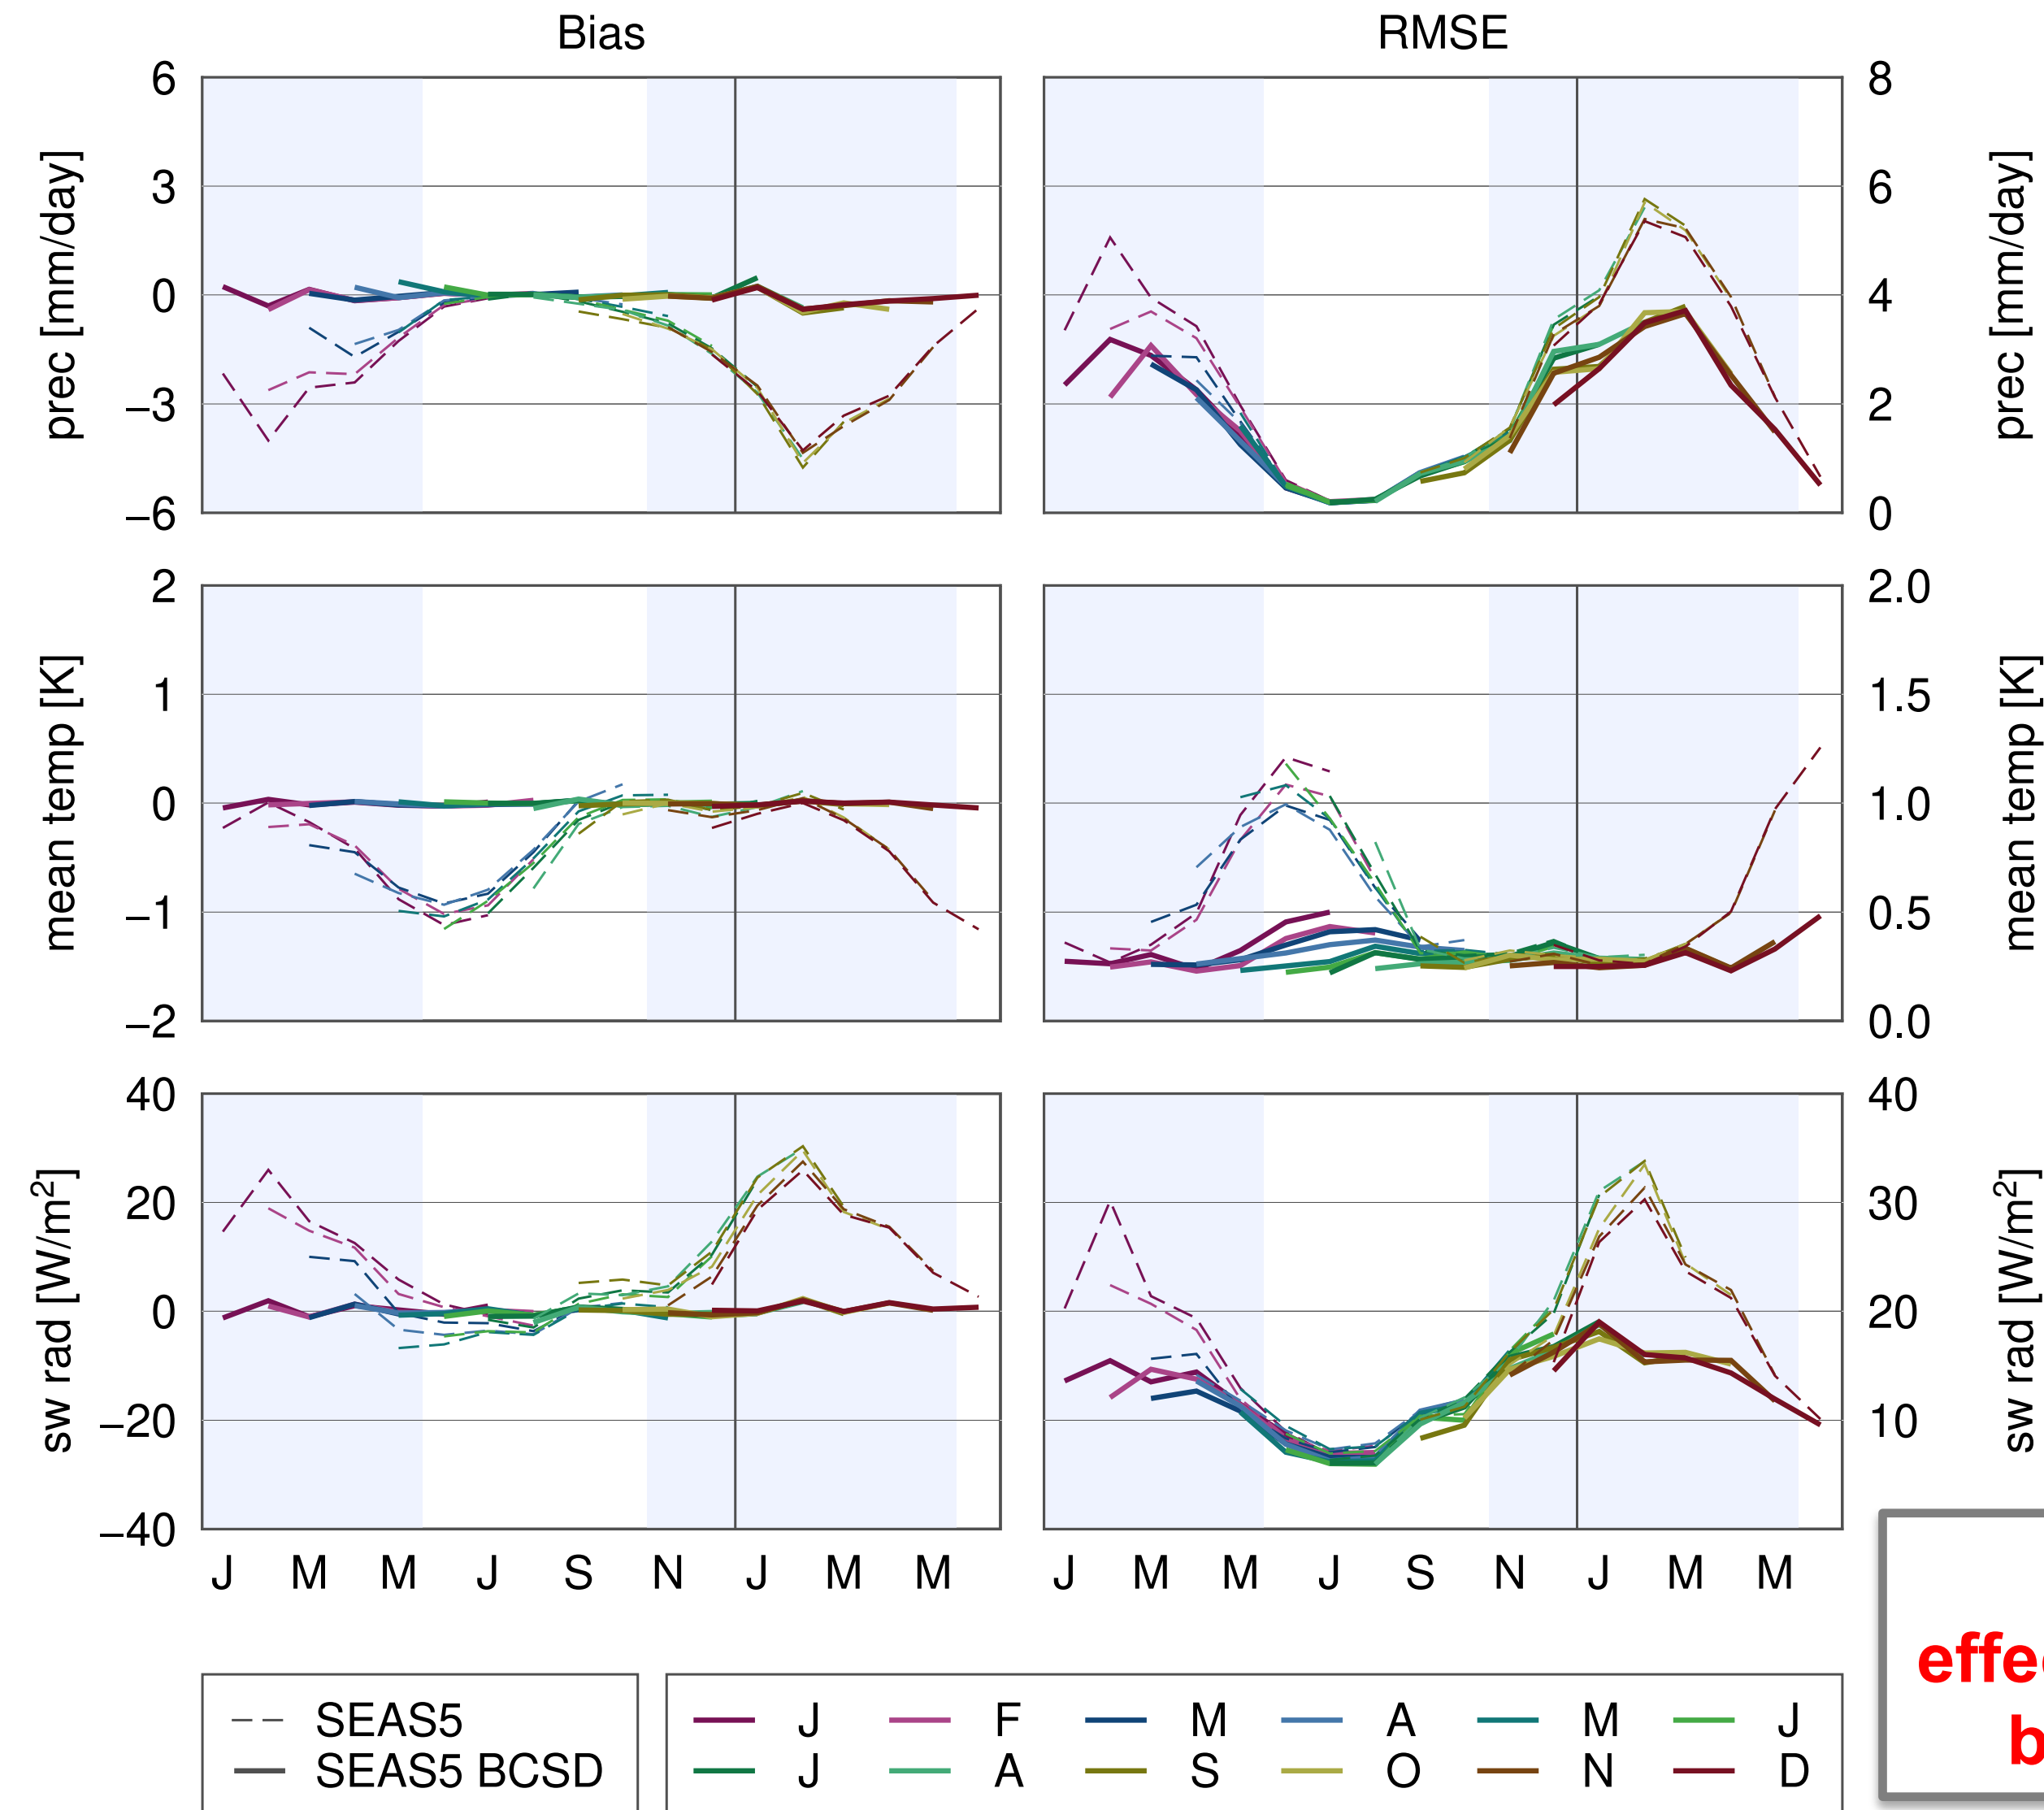 Bias
RMSE
6
3
0
−3
−6
prec [mm/day]
8
6
4
2
0
prec [mm/day]
2
1
0
−1
−2
mean temp [K]
2.0
1.5
1.0
0.5
0.0
mean temp [K]
40
20
0
−20
−40
sw rad [W/m²]
40
30
20
10
sw rad [W/m²]
J M M J S N J M M
J M M J S N J M M
SEAS5
SEAS5 BCSD
J F M A M J
J A S O N D